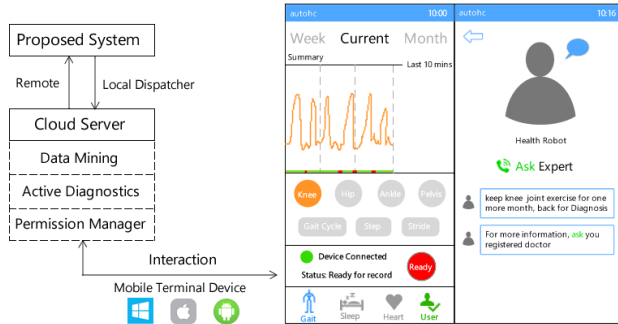 Proposed System
Remote
Local Dispatcher
Cloud Server
Data Mining
Active Diagnostics
Permission Manager
Interaction
Mobile Terminal Device
autohc 10:00
Week Current Month
Summary
Last 10 mins
Knee Hip Ankle Pelvis
Gait Cycle Step Stride
Device Connected
Status: Ready for record
Ready
Gait Sleep Heart User
autohc 10:16
Health Robot
Ask Expert
keep knee joint exercise for one
more month, back for Diagnosis
For more information, ask you
registered doctor